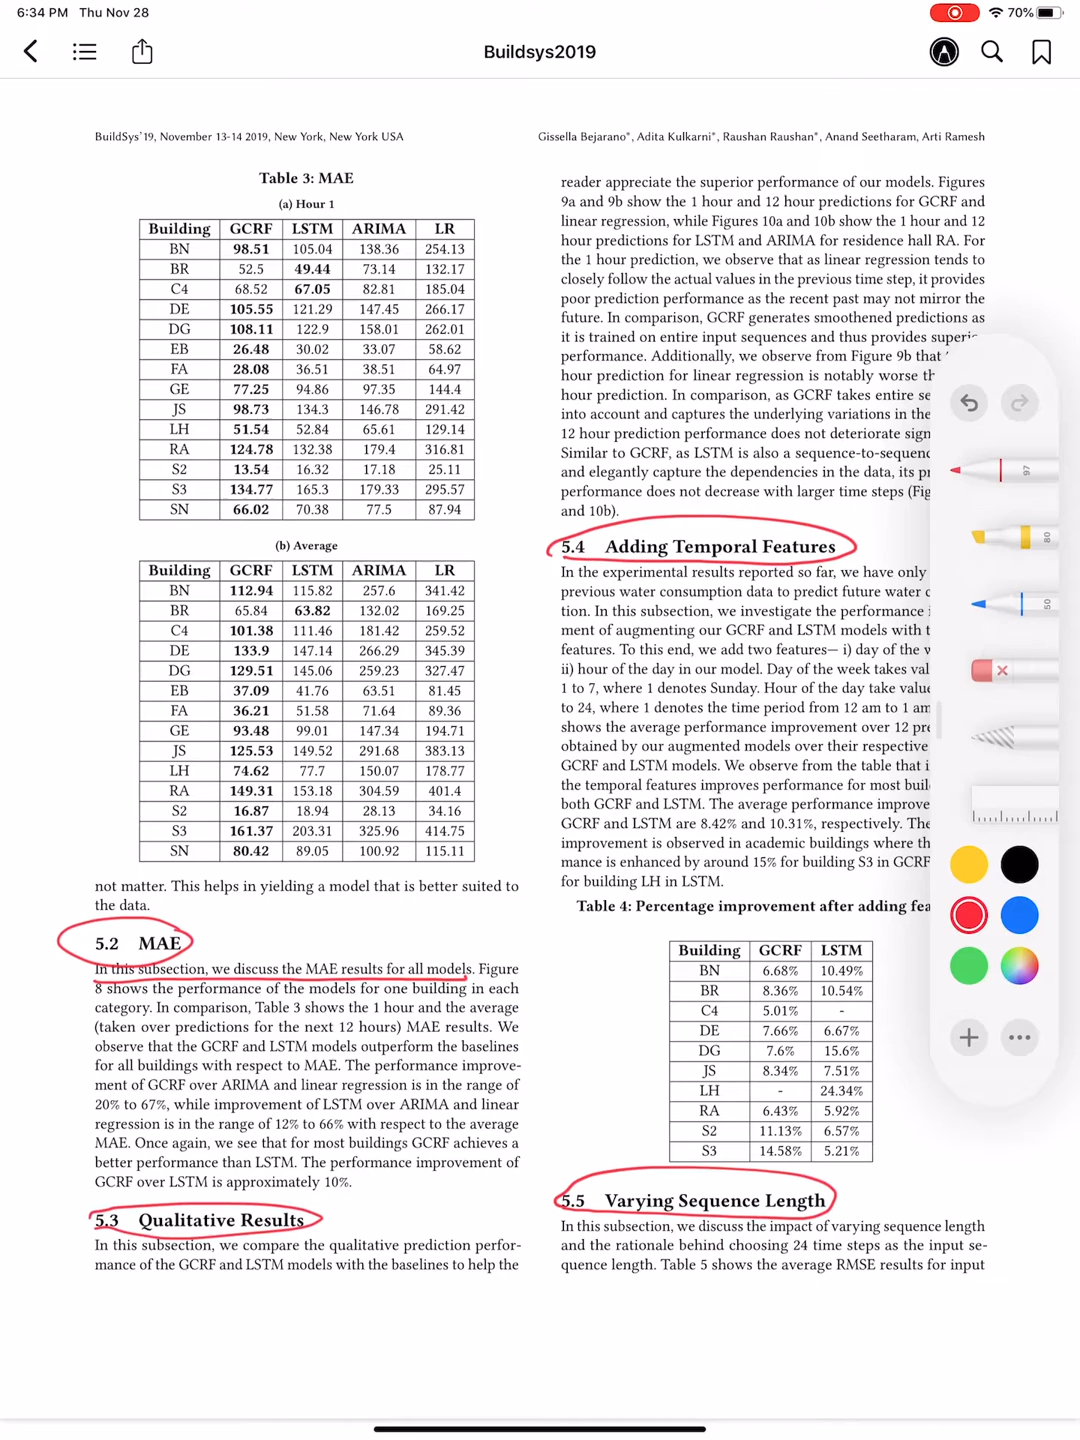 6:34 PM Thu Nov 28
70%
Buildsys2019
BuildSys'19, November 13-14 2019, New York, New York USA
Gissella Bejarano*, Adita Kulkarni*, Raushan Raushan*, Anand Seetharam, Arti Ramesh
Table 3: MAE
(a) Hour 1
Building GCRF LSTM ARIMA LR
BN 98.51 105.04 138.36 254.13
BR 52.5 49.44 73.14 132.17
C4 68.52 67.05 82.81 185.04
DE 105.55 121.29 147.45 266.17
DG 108.11 122.9 158.01 262.01
EB 26.48 30.02 33.07 58.62
FA 28.08 36.51 38.51 64.97
GE 77.25 94.86 97.35 144.4
JS 98.73 134.3 146.78 291.42
LH 51.54 52.84 65.61 129.14
RA 124.78 132.38 179.4 316.81
S2 13.54 16.32 17.18 25.11
S3 134.77 165.3 179.33 295.57
SN 66.02 70.38 77.5 87.94
(b) Average
Building GCRF LSTM ARIMA LR
BN 112.94 115.82 257.6 341.42
BR 65.84 63.82 132.02 169.25
C4 101.38 111.46 181.42 259.52
DE 133.9 147.14 266.29 345.39
DG 129.51 145.06 259.23 327.47
EB 37.09 41.76 63.51 81.45
FA 36.21 51.58 71.64 89.36
GE 93.48 99.01 147.34 194.71
JS 125.53 149.52 291.68 383.13
LH 74.62 77.7 150.07 178.77
RA 149.31 153.18 304.59 401.4
S2 16.87 18.94 28.13 34.16
S3 161.37 203.31 325.96 414.75
SN 80.42 89.05 100.92 115.11
not matter. This helps in yielding a model that is better suited to
the data.
5.2 MAE
In this subsection, we discuss the MAE results for all models. Figure
8 shows the performance of the models for one building in each
category. In comparison, Table 3 shows the 1 hour and the average
(taken over predictions for the next 12 hours) MAE results. We
observe that the GCRF and LSTM models outperform the baselines
for all buildings with respect to MAE. The performance improve-
ment of GCRF over ARIMA and linear regression is in the range of
20% to 67%, while improvement of LSTM over ARIMA and linear
regression is in the range of 12% to 66% with respect to the average
MAE. Once again, we see that for most buildings GCRF achieves a
better performance than LSTM. The performance improvement of
GCRF over LSTM is approximately 10%.
5.3 Qualitative Results
In this subsection, we compare the qualitative prediction perfor-
mance of the GCRF and LSTM models with the baselines to help the
reader appreciate the superior performance of our models. Figures
9a and 9b show the 1 hour and 12 hour predictions for GCRF and
linear regression, while Figures 10a and 10b show the 1 hour and 12
hour predictions for LSTM and ARIMA for residence hall RA. For
the 1 hour prediction, we observe that as linear regression tends to
closely follow the actual values in the previous time step, it provides
poor prediction performance as the recent past may not mirror the
future. In comparison, GCRF generates smoothened predictions as
it is trained on entire input sequences and thus provides
performance. Additionally, we observe from Figure 9b that
hour prediction for linear regression is notably worse
hour prediction. In comparison, as GCRF takes entire
into account and captures the underlying variations in the
12 hour prediction performance does not deteriorate
Similar to GCRF, as LSTM is also a
and elegantly capture the dependencies in the data, its
performance does not decrease with larger time steps
and 10b).
5.4 Adding Temporal Features
In the experimental results reported so far, we have only
previous water consumption data to predict future water
tion. In this subsection, we investigate the performance
ment of augmenting our GCRF and LSTM models with
features. To this end, we add two features— i) day of the
ii) hour of the day in our model. Day of the week takes
1 to 7, where 1 denotes Sunday. Hour of the day take
to 24, where 1 denotes the time period from 12 am to 1 am
shows the average performance improvement over 12
obtained by our augmented models over their respective
GCRF and LSTM models. We observe from the table that
the temporal features improves performance for most
both GCRF and LSTM. The average performance
GCRF and LSTM are 8.42% and 10.31%, respectively. The
improvement is observed in academic buildings where
mance is enhanced by around 15% for building S3 in GCRF
for building LH in LSTM.
Table 4: Percentage improvement after adding
Building GCRF LSTM
BN 6.68% 10.49%
BR 8.36% 10.54%
C4 5.01% -
DE 7.66% 6.67%
DG 7.6% 15.6%
JS 8.34% 7.51%
LH - 24.34%
RA 6.43% 5.92%
S2 11.13% 6.57%
S3 14.58% 5.21%
5.5 Varying Sequence Length
In this subsection, we discuss the impact of varying sequence length
and the rationale behind choosing 24 time steps as the input se-
quence length. Table 5 shows the average RMSE results for input
97
80
50